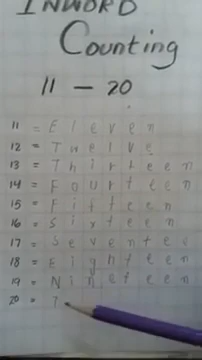 INWORD
Counting
11 - 20
11 = Eleven
12 = Twelve
13 = Thirteen
14 = Fourteen
15 = Fifteen
16 = Sixteen
17 = Seventeen
18 = Eighteen
19 = Nineteen
20 = T